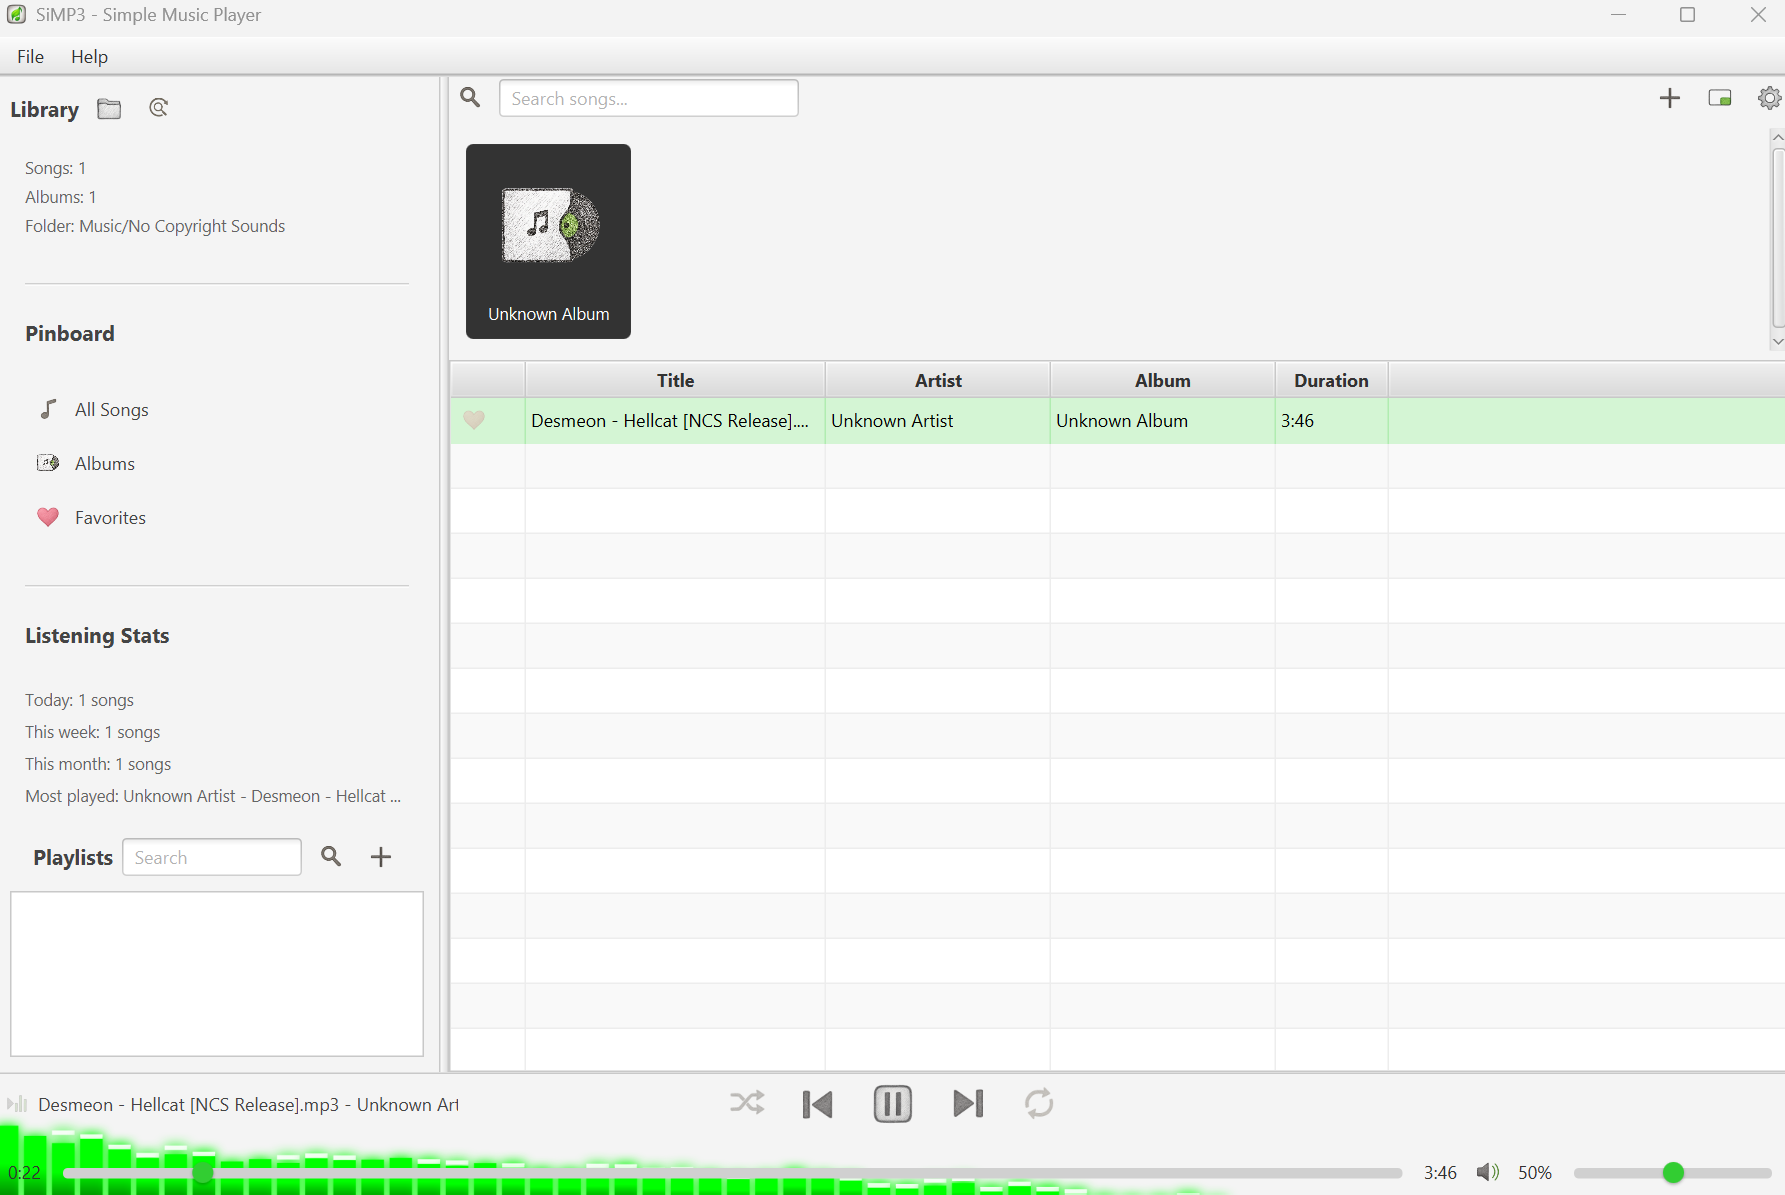 SiMP3 - Simple Music Player
File Help
Library
Songs: 1
Albums: 1
Folder: Music/No Copyright Sounds
Pinboard
All Songs
Albums
Favorites
Listening Stats
Today: 1 songs
This week: 1 songs
This month: 1 songs
Most played: Unknown Artist - Desmeon - Hellcat ...
Playlists Search
Search songs...
Unknown Album
Title Artist Album Duration
Desmeon - Hellcat [NCS Release].... Unknown Artist Unknown Album 3:46
Desmeon - Hellcat [NCS Release].mp3 - Unknown Art
0:22 3:46 50%